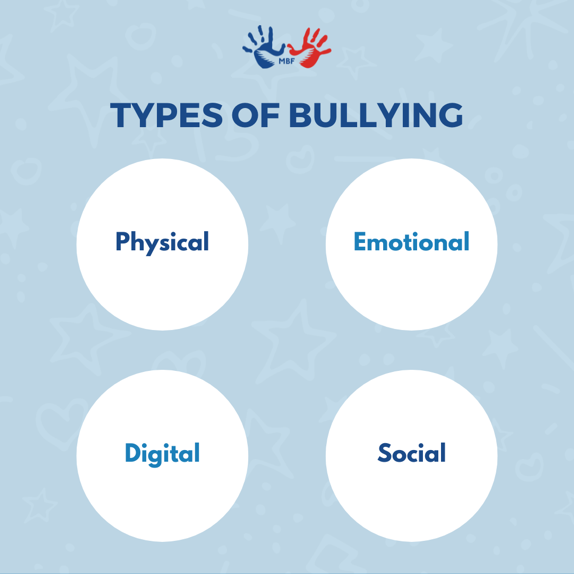 MBF
TYPES OF BULLYING
Physical
Emotional
Digital
Social